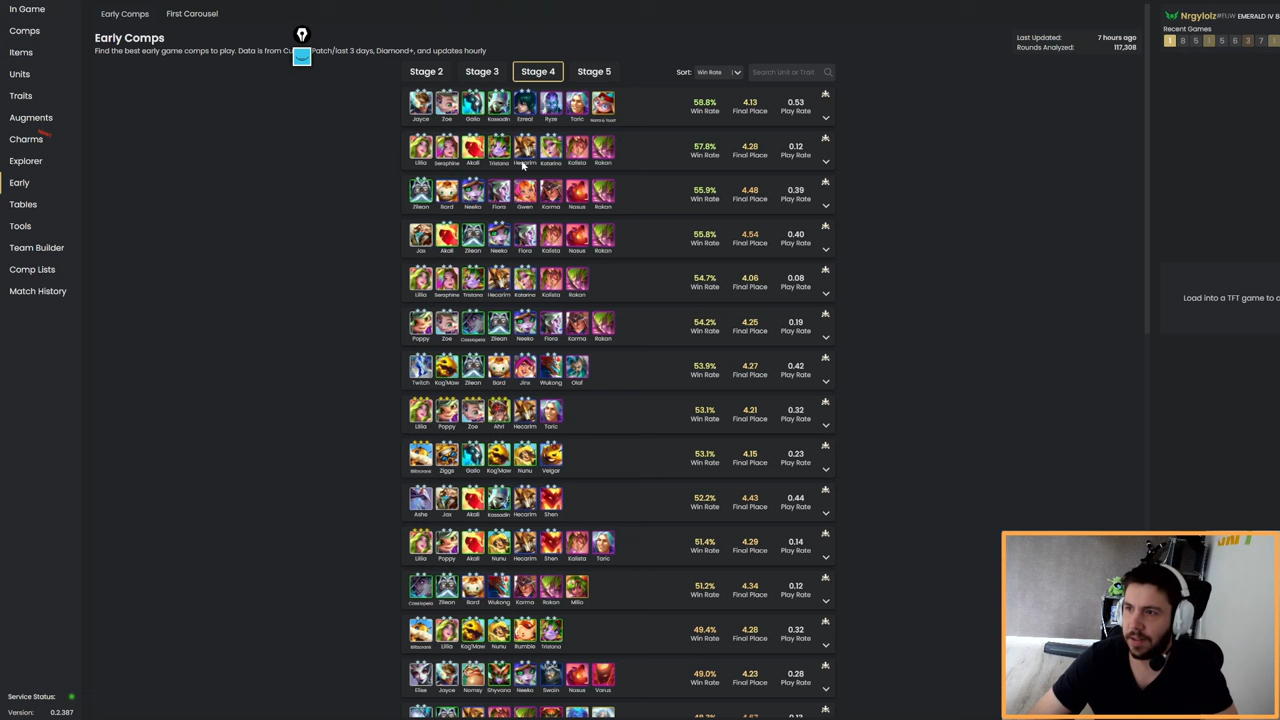 In Game
Comps
Items
Units
Traits
Augments
Charms
Explorer
Early
Tables
Tools
Team Builder
Comp Lists
Match History
Service Status:
Version: 0.2.387
Early Comps First Carousel
Early Comps
Find the best early game comps to play. Data is from Cu Patch/last 3 days, Diamond+, and updates hourly
Last Updated: 7 hours ago
Rounds Analyzed: 117,308
Stage 2 Stage 3 Stage 4 Stage 5
Sort: Win Rate Search Unit or Trait
58.8% 4.13 0.53
Jayce Zoe Galio Kassadin Ezreal Ryze Taric
Win Rate Final Place Play Rate
57.8% 4.28 0.12
Lillia Seraphine Akali Tristana Hecarim Katarina Kalista Rakan
Win Rate Final Place Play Rate
55.9% 4.48 0.39
Zilean Bard Neeko Fiora Gwen Karma Nasus Rakan
Win Rate Final Place Play Rate
55.8% 4.54 0.40
Jax Akali Zilean Neeko Fiora Kalista Nasus Rakan
Win Rate Final Place Play Rate
54.7% 4.06 0.08
Lillia Seraphine Tristana Hecarim Katarina Kalista Rakan
Win Rate Final Place Play Rate
54.2% 4.25 0.19
Poppy Zoe Cassiopeia Zilean Neeko Fiora Karma Rakan
Win Rate Final Place Play Rate
53.9% 4.27 0.42
Twitch Kog'Maw Zilean Bard Jinx Wukong Olaf
Win Rate Final Place Play Rate
53.1% 4.21 0.32
Lillia Poppy Zoe Ahri Hecarim Taric
Win Rate Final Place Play Rate
53.1% 4.15 0.23
Blitzcrank Ziggs Galio Kog'Maw Nunu Veigar
Win Rate Final Place Play Rate
52.2% 4.43 0.44
Ashe Jax Akali Kassadin Hecarim Shen
Win Rate Final Place Play Rate
51.4% 4.29 0.14
Lillia Poppy Akali Nunu Hecarim Shen Kalista Taric
Win Rate Final Place Play Rate
51.2% 4.34 0.12
Cassiopeia Zilean Bard Wukong Karma Rakan Milio
Win Rate Final Place Play Rate
49.4% 4.28 0.32
Blitzcrank Lillia Kog'Maw Nunu Rumble Tristana
Win Rate Final Place Play Rate
49.0% 4.23 0.28
Elise Jayce Nomsy Shyvana Neeko Swain Nasus Varus
Win Rate Final Place Play Rate
Nrgylolz #EUW EMERALD IV 8
Recent Games
1 8 5 1 5 6 3 7
Load into a TFT game to